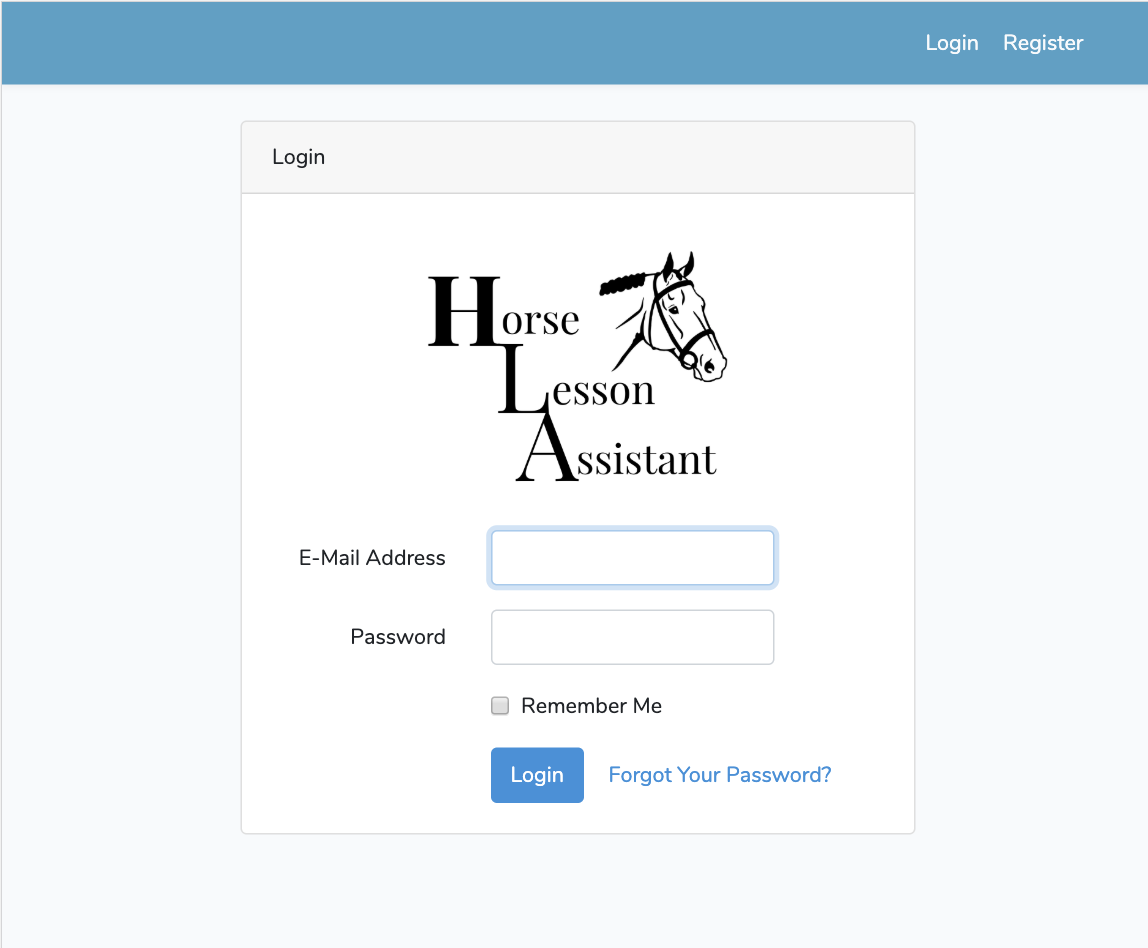 Login Register
Login
Horse
Lesson
Assistant
E-Mail Address
Password
Remember Me
Login Forgot Your Password?